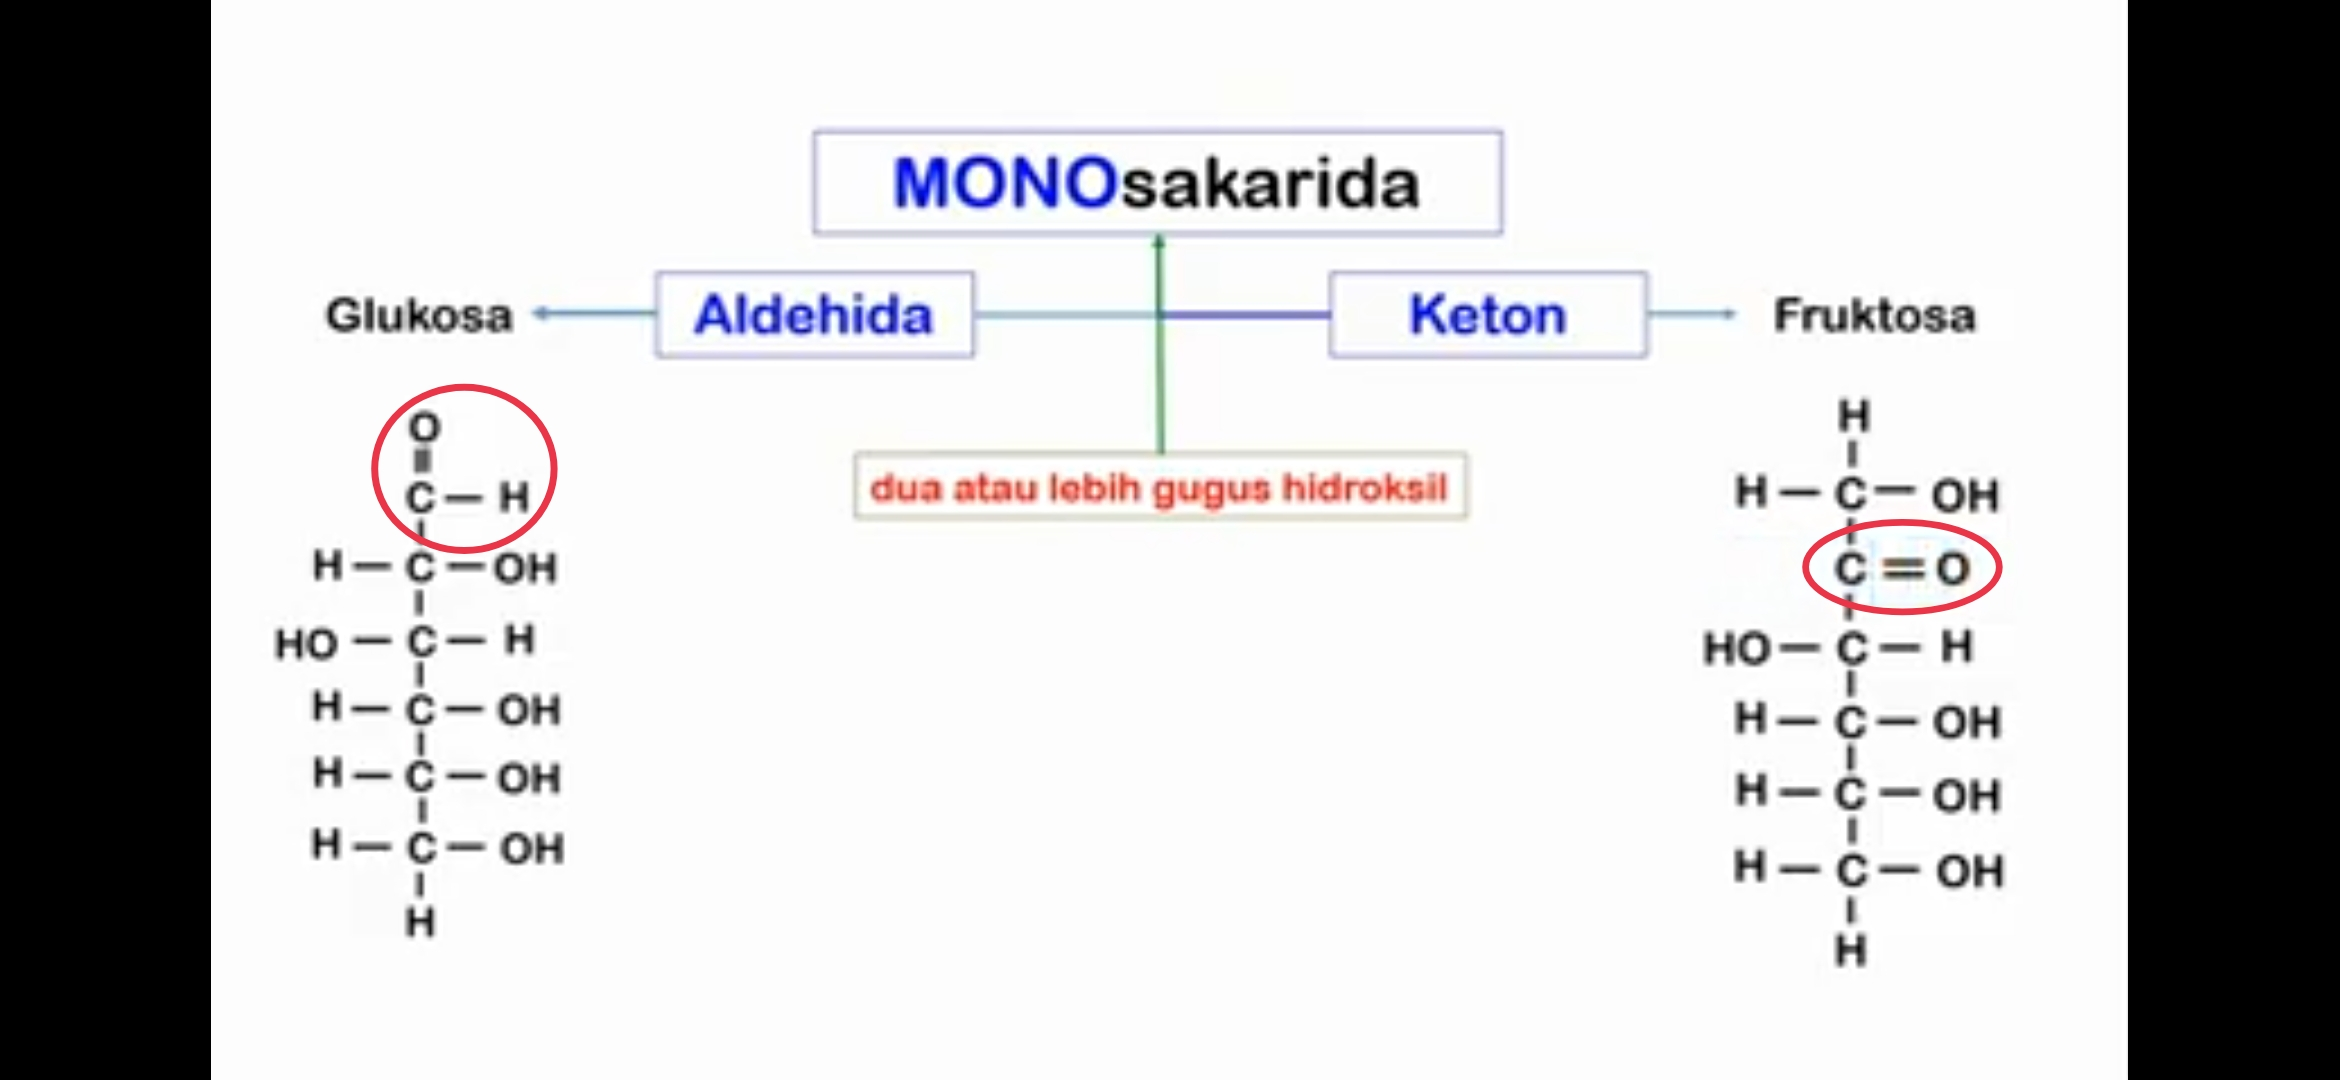 MONOsakarida
Glukosa
Aldehida
Keton
Fruktosa
dua atau lebih gugus hidroksil
O
C — H
H — C — OH
HO — C — H
H — C — OH
H — C — OH
H — C — OH
H
H
H — C — OH
C = O
HO — C — H
H — C — OH
H — C — OH
H — C — OH
H